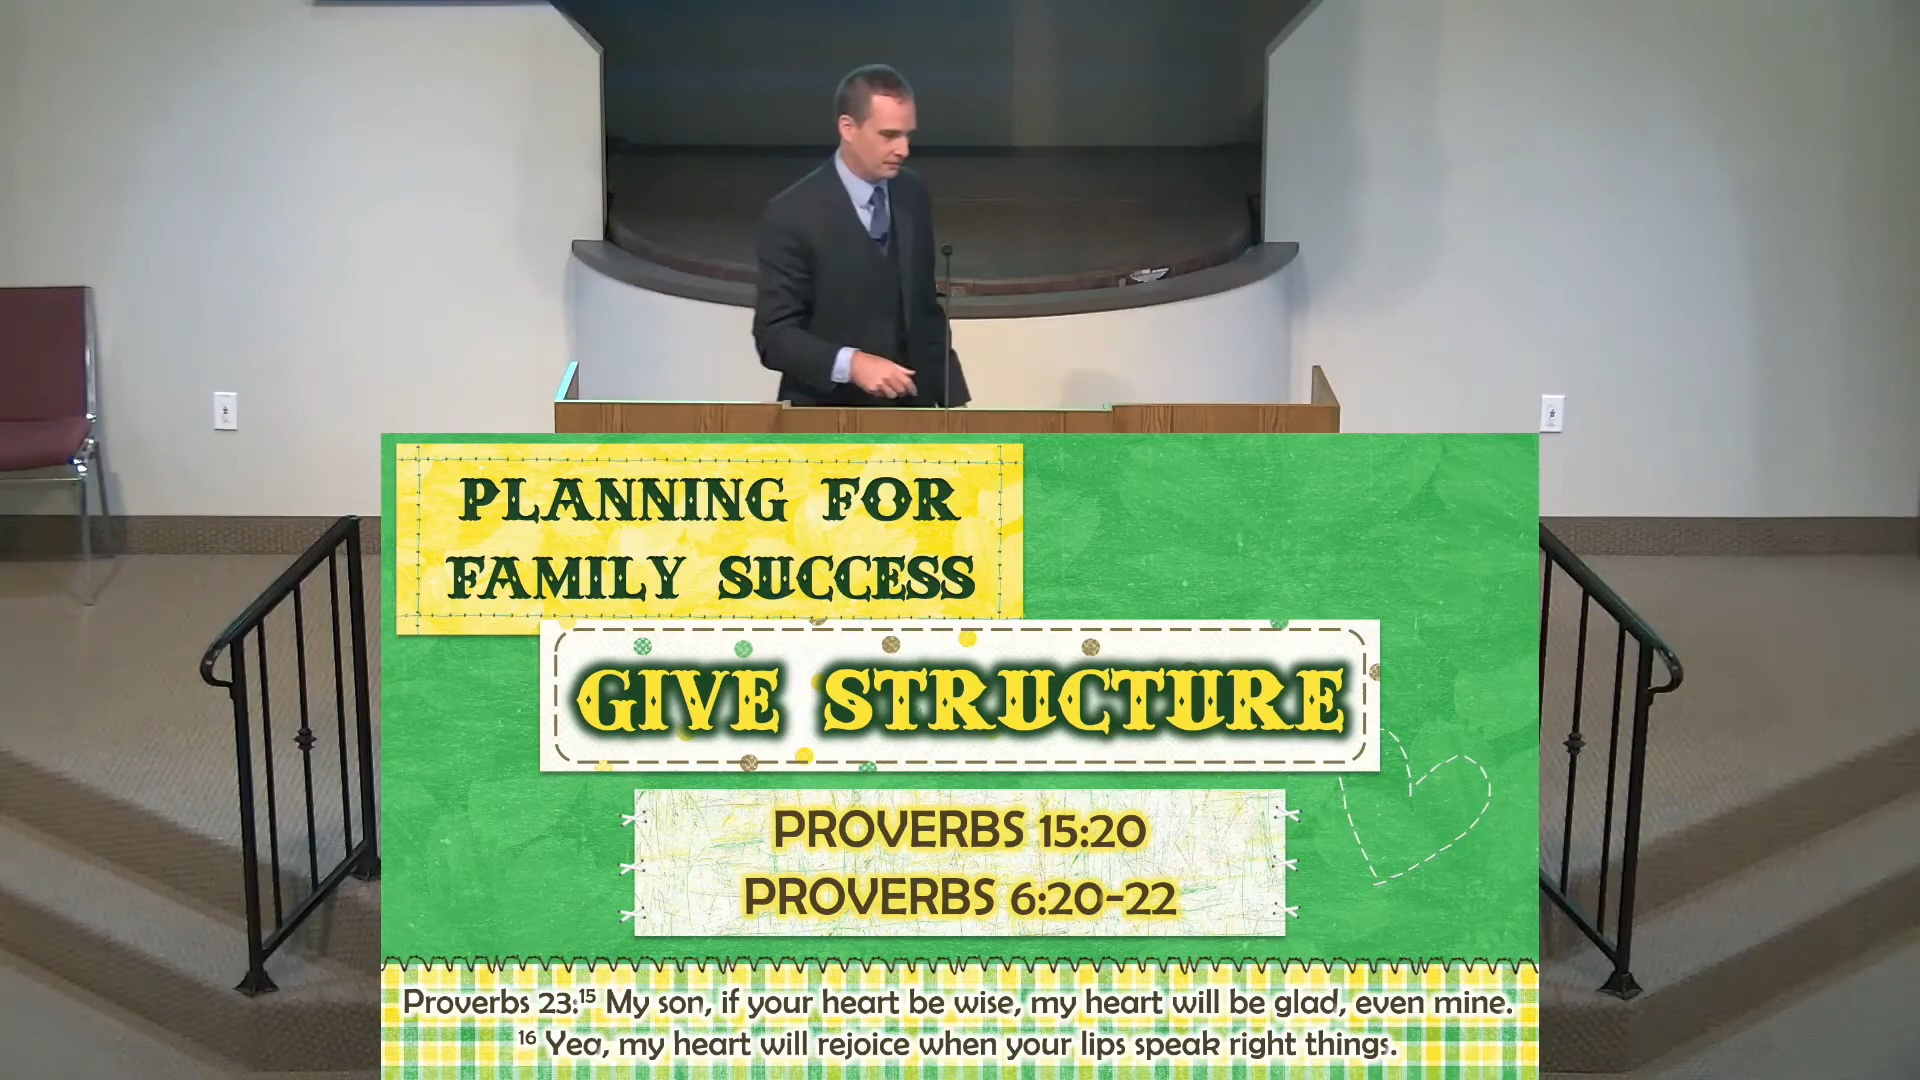 PLANNING FOR
FAMILY SUCCESS
GIVE STRUCTURE
PROVERBS 15:20
PROVERBS 6:20-22
Proverbs 23:¹⁵ My son, if your heart be wise, my heart will be glad, even mine.
¹⁶ Yea, my heart will rejoice when your lips speak right things.